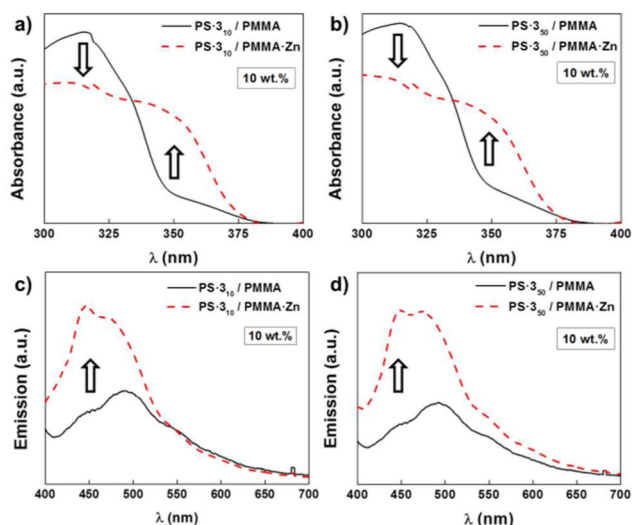 a)
PS·3₁₀ / PMMA
PS·3₁₀ / PMMA·Zn
10 wt.%
Absorbance (a.u.)
300 325 350 375 400
λ (nm)
b)
PS·3₅₀ / PMMA
PS·3₅₀ / PMMA·Zn
10 wt.%
Absorbance (a.u.)
300 325 350 375 400
λ (nm)
c)
PS·3₁₀ / PMMA
PS·3₁₀ / PMMA·Zn
10 wt.%
Emission (a.u.)
400 450 500 550 600 650 700
λ (nm)
d)
PS·3₅₀ / PMMA
PS·3₅₀ / PMMA·Zn
10 wt.%
Emission (a.u.)
400 450 500 550 600 650 700
λ (nm)